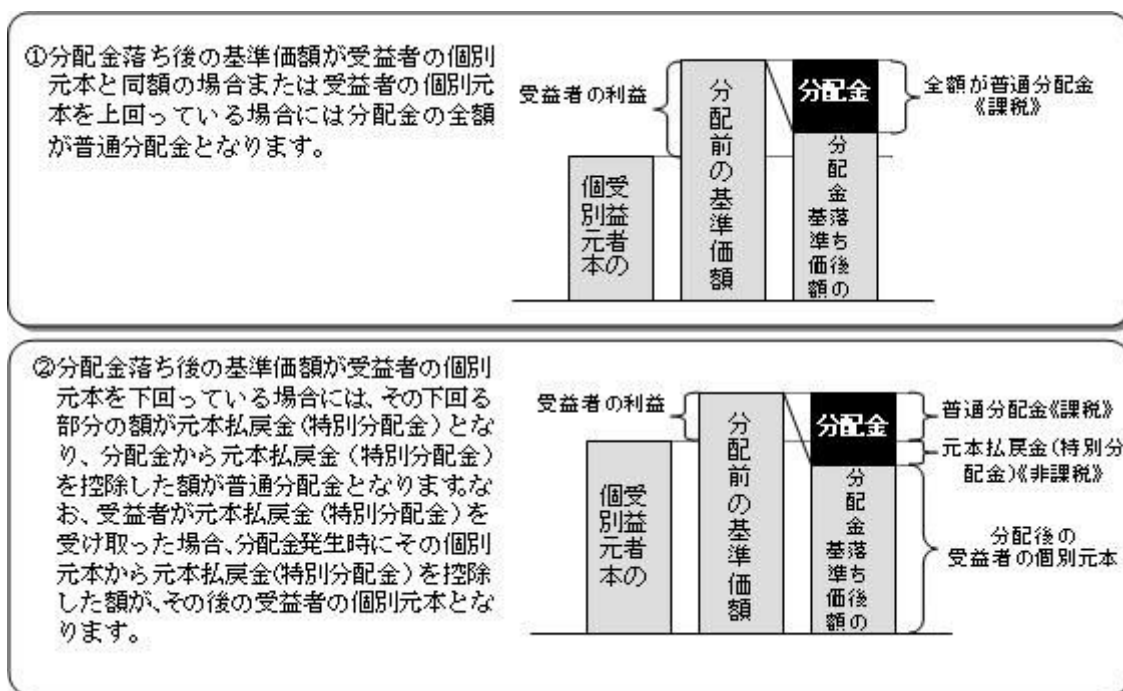 ①分配金落ち後の基準価額が受益者の個別
元本と同額の場合または受益者の個別元
本を上回っている場合には分配金の全額
が普通分配金となります。
受益者の利益
受益者の
個別元本
分配前の基準価額
分配金
分配金落ち後の
基準価額
全額が普通分配金
《課税》
②分配金落ち後の基準価額が受益者の個別
元本を下回っている場合には、その下回る
部分の額が元本払戻金(特別分配金)とな
り、分配金から元本払戻金(特別分配金)
を控除した額が普通分配金となります。な
お、受益者が元本払戻金(特別分配金)を
受け取った場合、分配金発生時にその個別
元本から元本払戻金(特別分配金)を控除
した額が、その後の受益者の個別元本とな
ります。
受益者の利益
受益者の
個別元本
分配前の基準価額
分配金
分配金落ち後の
基準価額
普通分配金《課税》
元本払戻金(特別分
配金)《非課税》
分配後の
受益者の個別元本